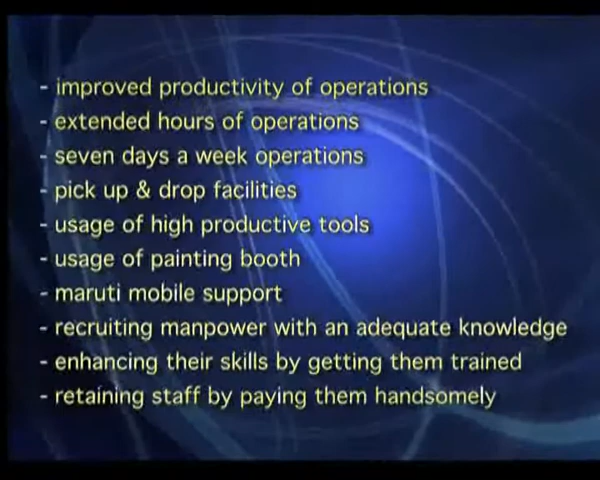 - improved productivity of operations
- extended hours of operations
- seven days a week operations
- pick up & drop facilities
- usage of high productive tools
- usage of painting booth
- maruti mobile support
- recruiting manpower with an adequate knowledge
- enhancing their skills by getting them trained
- retaining staff by paying them handsomely